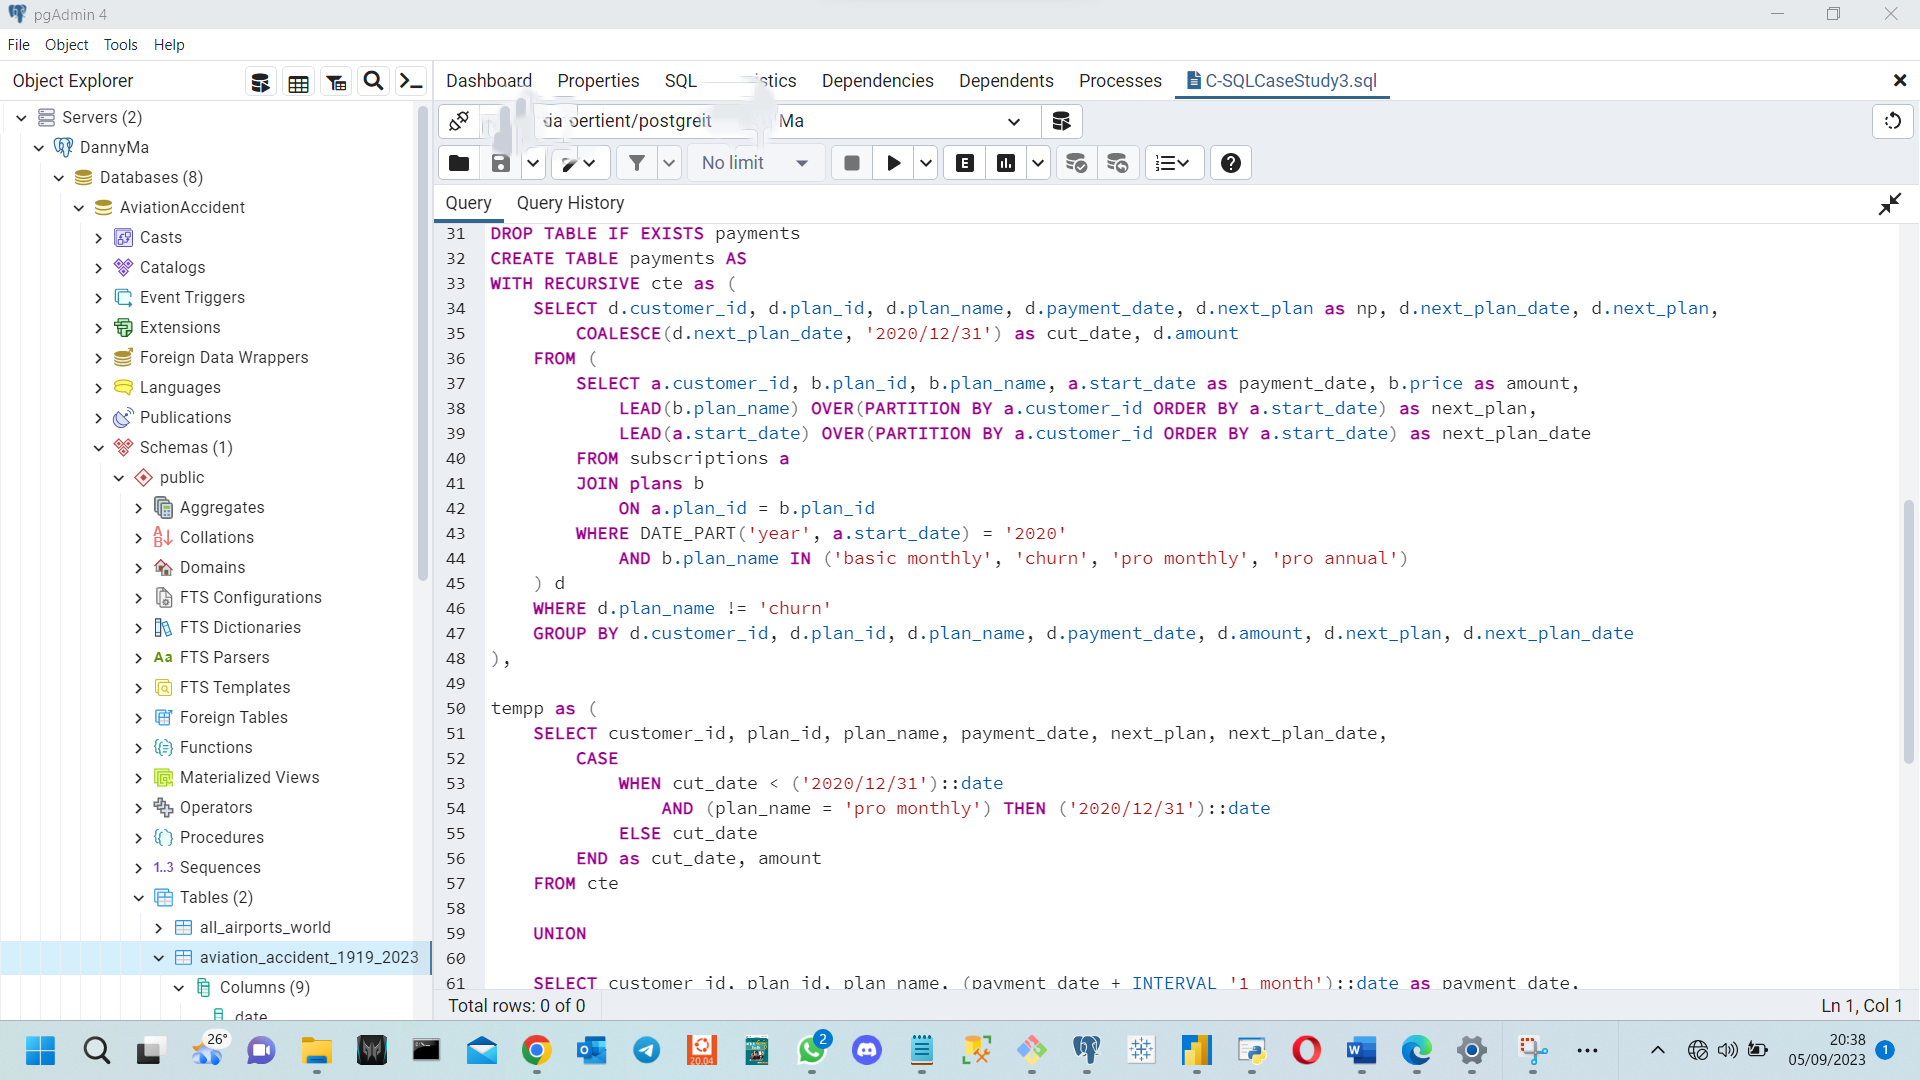 pgAdmin 4
File Object Tools Help
Object Explorer
Dashboard Properties SQL Dependencies Dependents Processes C-SQLCaseStudy3.sql
Ma
No limit
E
Query Query History
Servers (2)
DannyMa
Databases (8)
AviationAccident
Casts
Catalogs
Event Triggers
Extensions
Foreign Data Wrappers
Languages
Publications
Schemas (1)
public
Aggregates
Collations
Domains
FTS Configurations
FTS Dictionaries
Aa FTS Parsers
FTS Templates
Foreign Tables
Functions
Materialized Views
Operators
Procedures
1..3 Sequences
Tables (2)
all_airports_world
aviation_accident_1919_2023
Columns (9)
date
31 DROP TABLE IF EXISTS payments
32 CREATE TABLE payments AS
33 WITH RECURSIVE cte as (
34 SELECT d.customer_id, d.plan_id, d.plan_name, d.payment_date, d.next_plan as np, d.next_plan_date, d.next_plan,
35 COALESCE(d.next_plan_date, '2020/12/31') as cut_date, d.amount
36 FROM (
37 SELECT a.customer_id, b.plan_id, b.plan_name, a.start_date as payment_date, b.price as amount,
38 LEAD(b.plan_name) OVER(PARTITION BY a.customer_id ORDER BY a.start_date) as next_plan,
39 LEAD(a.start_date) OVER(PARTITION BY a.customer_id ORDER BY a.start_date) as next_plan_date
40 FROM subscriptions a
41 JOIN plans b
42 ON a.plan_id = b.plan_id
43 WHERE DATE_PART('year', a.start_date) = '2020'
44 AND b.plan_name IN ('basic monthly', 'churn', 'pro monthly', 'pro annual')
45 ) d
46 WHERE d.plan_name != 'churn'
47 GROUP BY d.customer_id, d.plan_id, d.plan_name, d.payment_date, d.amount, d.next_plan, d.next_plan_date
48 ),
49
50 tempp as (
51 SELECT customer_id, plan_id, plan_name, payment_date, next_plan, next_plan_date,
52 CASE
53 WHEN cut_date < ('2020/12/31')::date
54 AND (plan_name = 'pro monthly') THEN ('2020/12/31')::date
55 ELSE cut_date
56 END as cut_date, amount
57 FROM cte
58
59 UNION
60
61 SELECT customer_id, plan_id, plan_name, (payment_date + INTERVAL '1 month')::date as payment_date,
Total rows: 0 of 0
Ln 1, Col 1
26°
20.04
2
20:38
05/09/2023
1